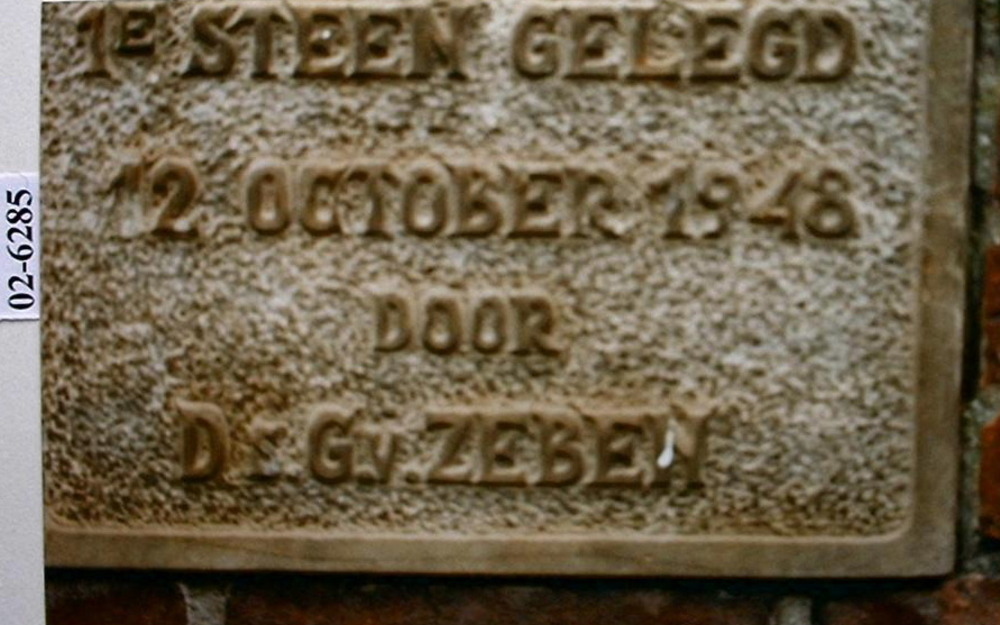 1E STEEN GELEGD
12 OCTOBER 1948
DOOR
Ds. G.v. ZEBEN
02-6285